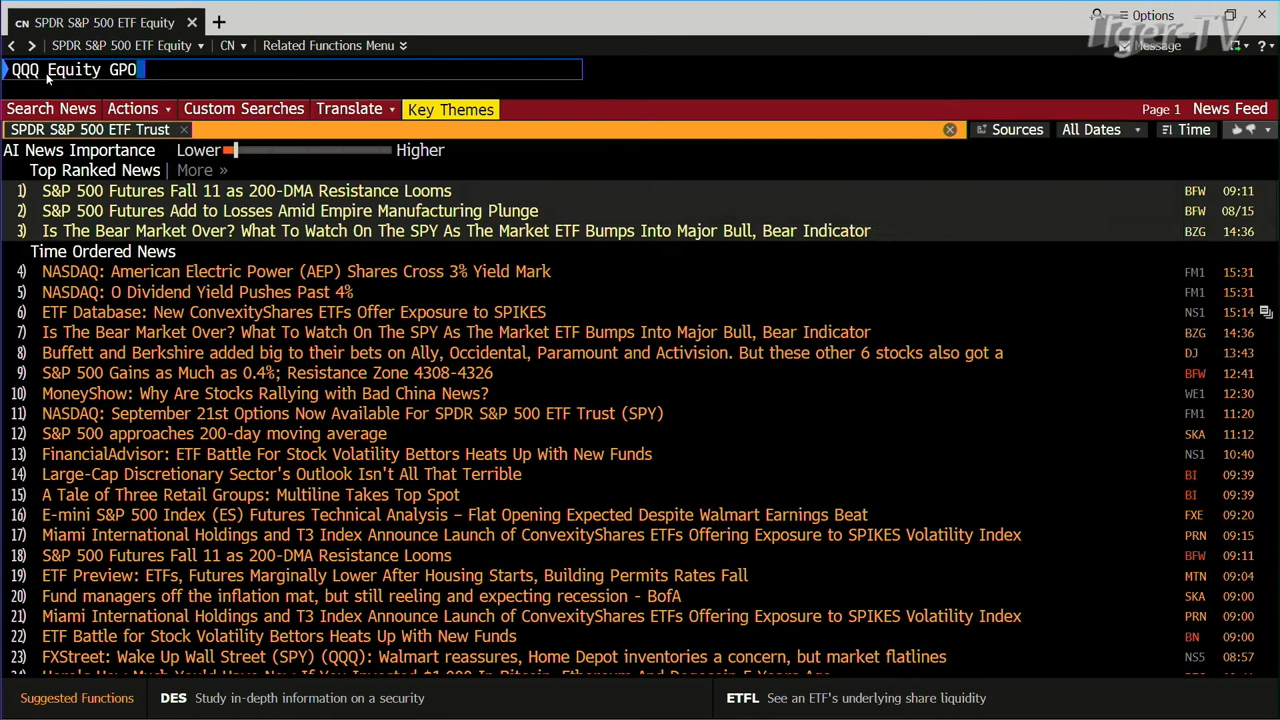 CN SPDR S&P 500 ETF Equity
Options
SPDR S&P 500 ETF Equity CN Related Functions Menu
Message
Tiger-TV
QQQ Equity GPO
Search News Actions Custom Searches Translate Key Themes Page 1 News Feed
SPDR S&P 500 ETF Trust Sources All Dates Time
AI News Importance Lower Higher
Top Ranked News More »
1) S&P 500 Futures Fall 11 as 200-DMA Resistance Looms BFW 09:11
2) S&P 500 Futures Add to Losses Amid Empire Manufacturing Plunge BFW 08/15
3) Is The Bear Market Over? What To Watch On The SPY As The Market ETF Bumps Into Major Bull, Bear Indicator BZG 14:36
Time Ordered News
4) NASDAQ: American Electric Power (AEP) Shares Cross 3% Yield Mark FM1 15:31
5) NASDAQ: O Dividend Yield Pushes Past 4% FM1 15:31
6) ETF Database: New ConvexityShares ETFs Offer Exposure to SPIKES NS1 15:14
7) Is The Bear Market Over? What To Watch On The SPY As The Market ETF Bumps Into Major Bull, Bear Indicator BZG 14:36
8) Buffett and Berkshire added big to their bets on Ally, Occidental, Paramount and Activision. But these other 6 stocks also got a DJ 13:43
9) S&P 500 Gains as Much as 0.4%; Resistance Zone 4308-4326 BFW 12:41
10) MoneyShow: Why Are Stocks Rallying with Bad China News? WE1 12:30
11) NASDAQ: September 21st Options Now Available For SPDR S&P 500 ETF Trust (SPY) FM1 11:20
12) S&P 500 approaches 200-day moving average SKA 11:12
13) FinancialAdvisor: ETF Battle For Stock Volatility Bettors Heats Up With New Funds NS1 10:40
14) Large-Cap Discretionary Sector's Outlook Isn't All That Terrible BI 09:39
15) A Tale of Three Retail Groups: Multiline Takes Top Spot BI 09:39
16) E-mini S&P 500 Index (ES) Futures Technical Analysis – Flat Opening Expected Despite Walmart Earnings Beat FXE 09:20
17) Miami International Holdings and T3 Index Announce Launch of ConvexityShares ETFs Offering Exposure to SPIKES Volatility Index PRN 09:15
18) S&P 500 Futures Fall 11 as 200-DMA Resistance Looms BFW 09:11
19) ETF Preview: ETFs, Futures Marginally Lower After Housing Starts, Building Permits Rates Fall MTN 09:04
20) Fund managers off the inflation mat, but still reeling and expecting recession - BofA SKA 09:00
21) Miami International Holdings and T3 Index Announce Launch of ConvexityShares ETFs Offering Exposure to SPIKES Volatility Index PRN 09:00
22) ETF Battle for Stock Volatility Bettors Heats Up With New Funds BN 09:00
23) FXStreet: Wake Up Wall Street (SPY) (QQQ): Walmart reassures, Home Depot inventories a concern, but market flatlines NS5 08:57
Suggested Functions DES Study in-depth information on a security ETFL See an ETF's underlying share liquidity